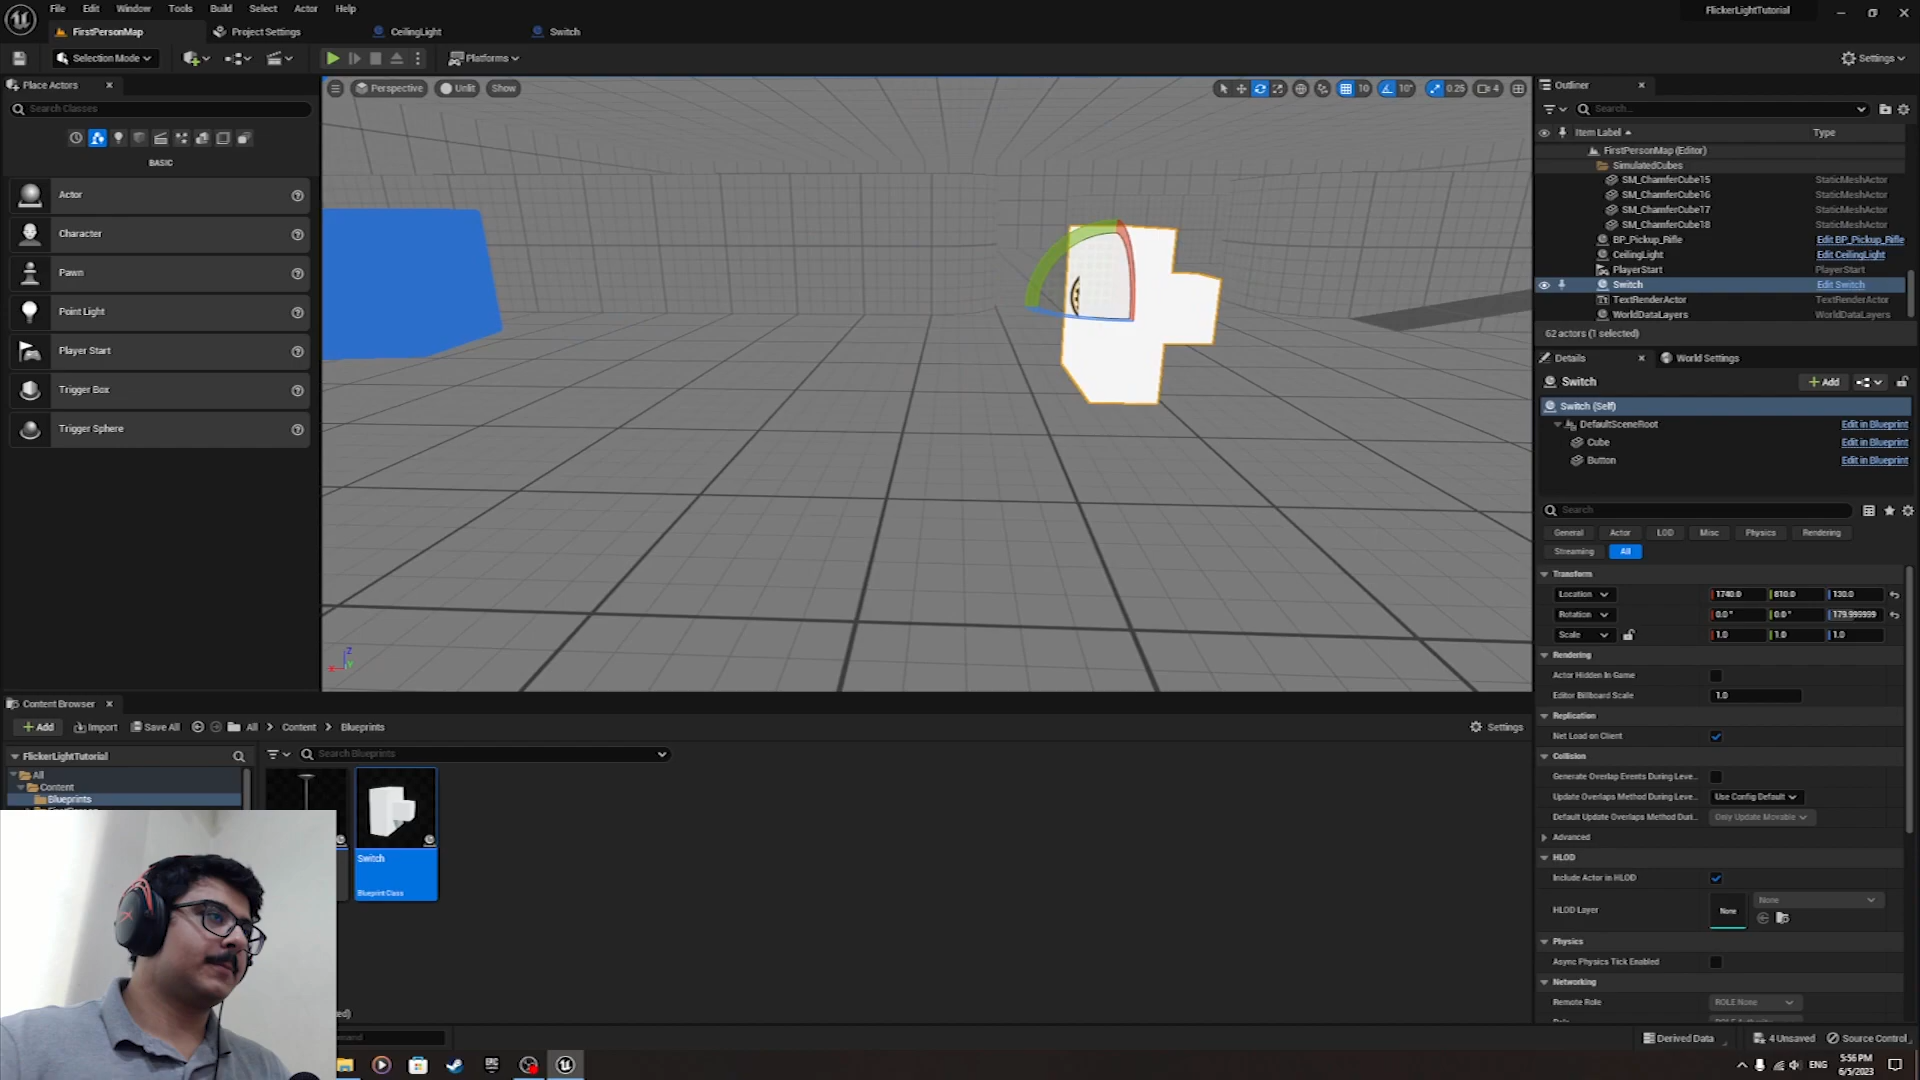 File Edit Window Tools Build Select Actor Help
FlickerLightTutorial
FirstPersonMap
Project Settings
CeilingLight
Switch
Selection Mode
Platforms
Settings
Place Actors
Search Classes
BASIC
Actor
Character
Pawn
Point Light
Player Start
Trigger Box
Trigger Sphere
Perspective
Unlit
Show
10
10°
0.25
4
X
Z
Outliner
Search...
Item Label
Type
FirstPersonMap (Editor)
SimulatedCubes
SM_ChamferCube15 StaticMeshActor
SM_ChamferCube16 StaticMeshActor
SM_ChamferCube17 StaticMeshActor
SM_ChamferCube18 StaticMeshActor
BP_Pickup_Rifle Edit BP_Pickup_Rifle
CeilingLight Edit CeilingLight
PlayerStart PlayerStart
Switch Edit Switch
TextRenderActor TextRenderActor
WorldDataLayers WorldDataLayers
62 actors (1 selected)
Details
World Settings
Switch
Add
Switch (Self)
DefaultSceneRoot Edit in Blueprint
Cube Edit in Blueprint
Button Edit in Blueprint
Search
General Actor LOD Misc Physics Rendering
Streaming All
Transform
Location 1740.0 810.0 130.0
Rotation 0.0° 0.0° 179.999999
Scale 1.0 1.0 1.0
Rendering
Actor Hidden In Game
Editor Billboard Scale 1.0
Replication
Net Load on Client
Collision
Generate Overlap Events During Leve...
Update Overlaps Method During Leve... Use Config Default
Default Update Overlaps Method Duri... Only Update Movable
Advanced
HLOD
Include Actor in HLOD
HLOD Layer None None
Physics
Async Physics Tick Enabled
Networking
Remote Role ROLE None
Content Browser
Add Import Save All All Content Blueprints
Settings
FlickerLightTutorial
Search Blueprints
All
Content
Blueprints
Switch
Blueprint Class
Derived Data
4 Unsaved
Source Control
EPIC
ENG
5:56 PM
6/5/2023